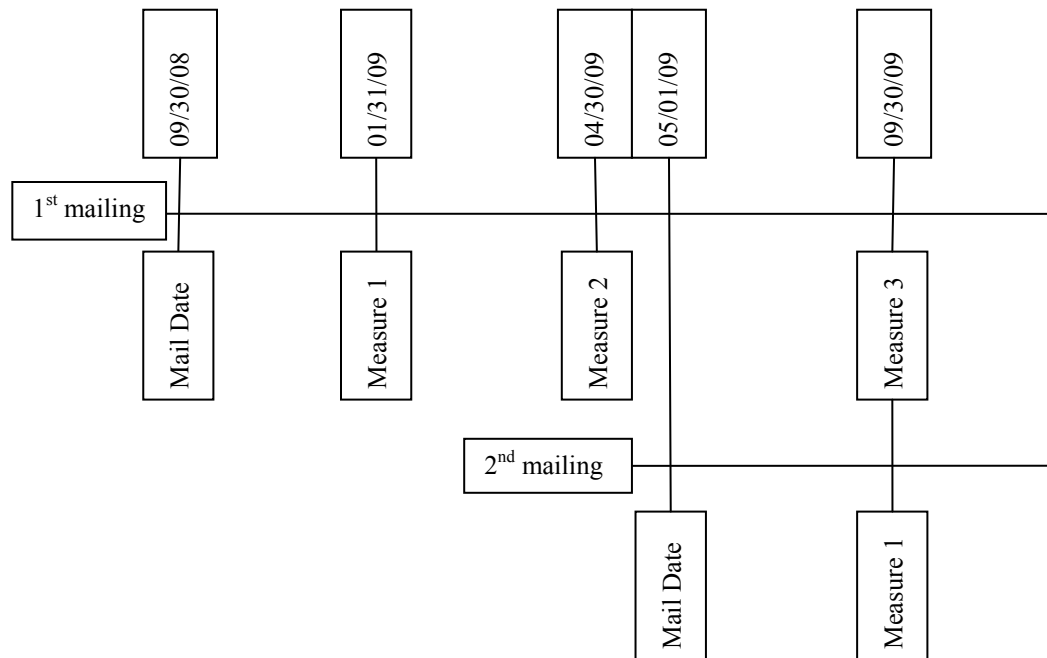 09/30/08
01/31/09
04/30/09
05/01/09
09/30/09
1st mailing
Mail Date
Measure 1
Measure 2
Measure 3
2nd mailing
Mail Date
Measure 1